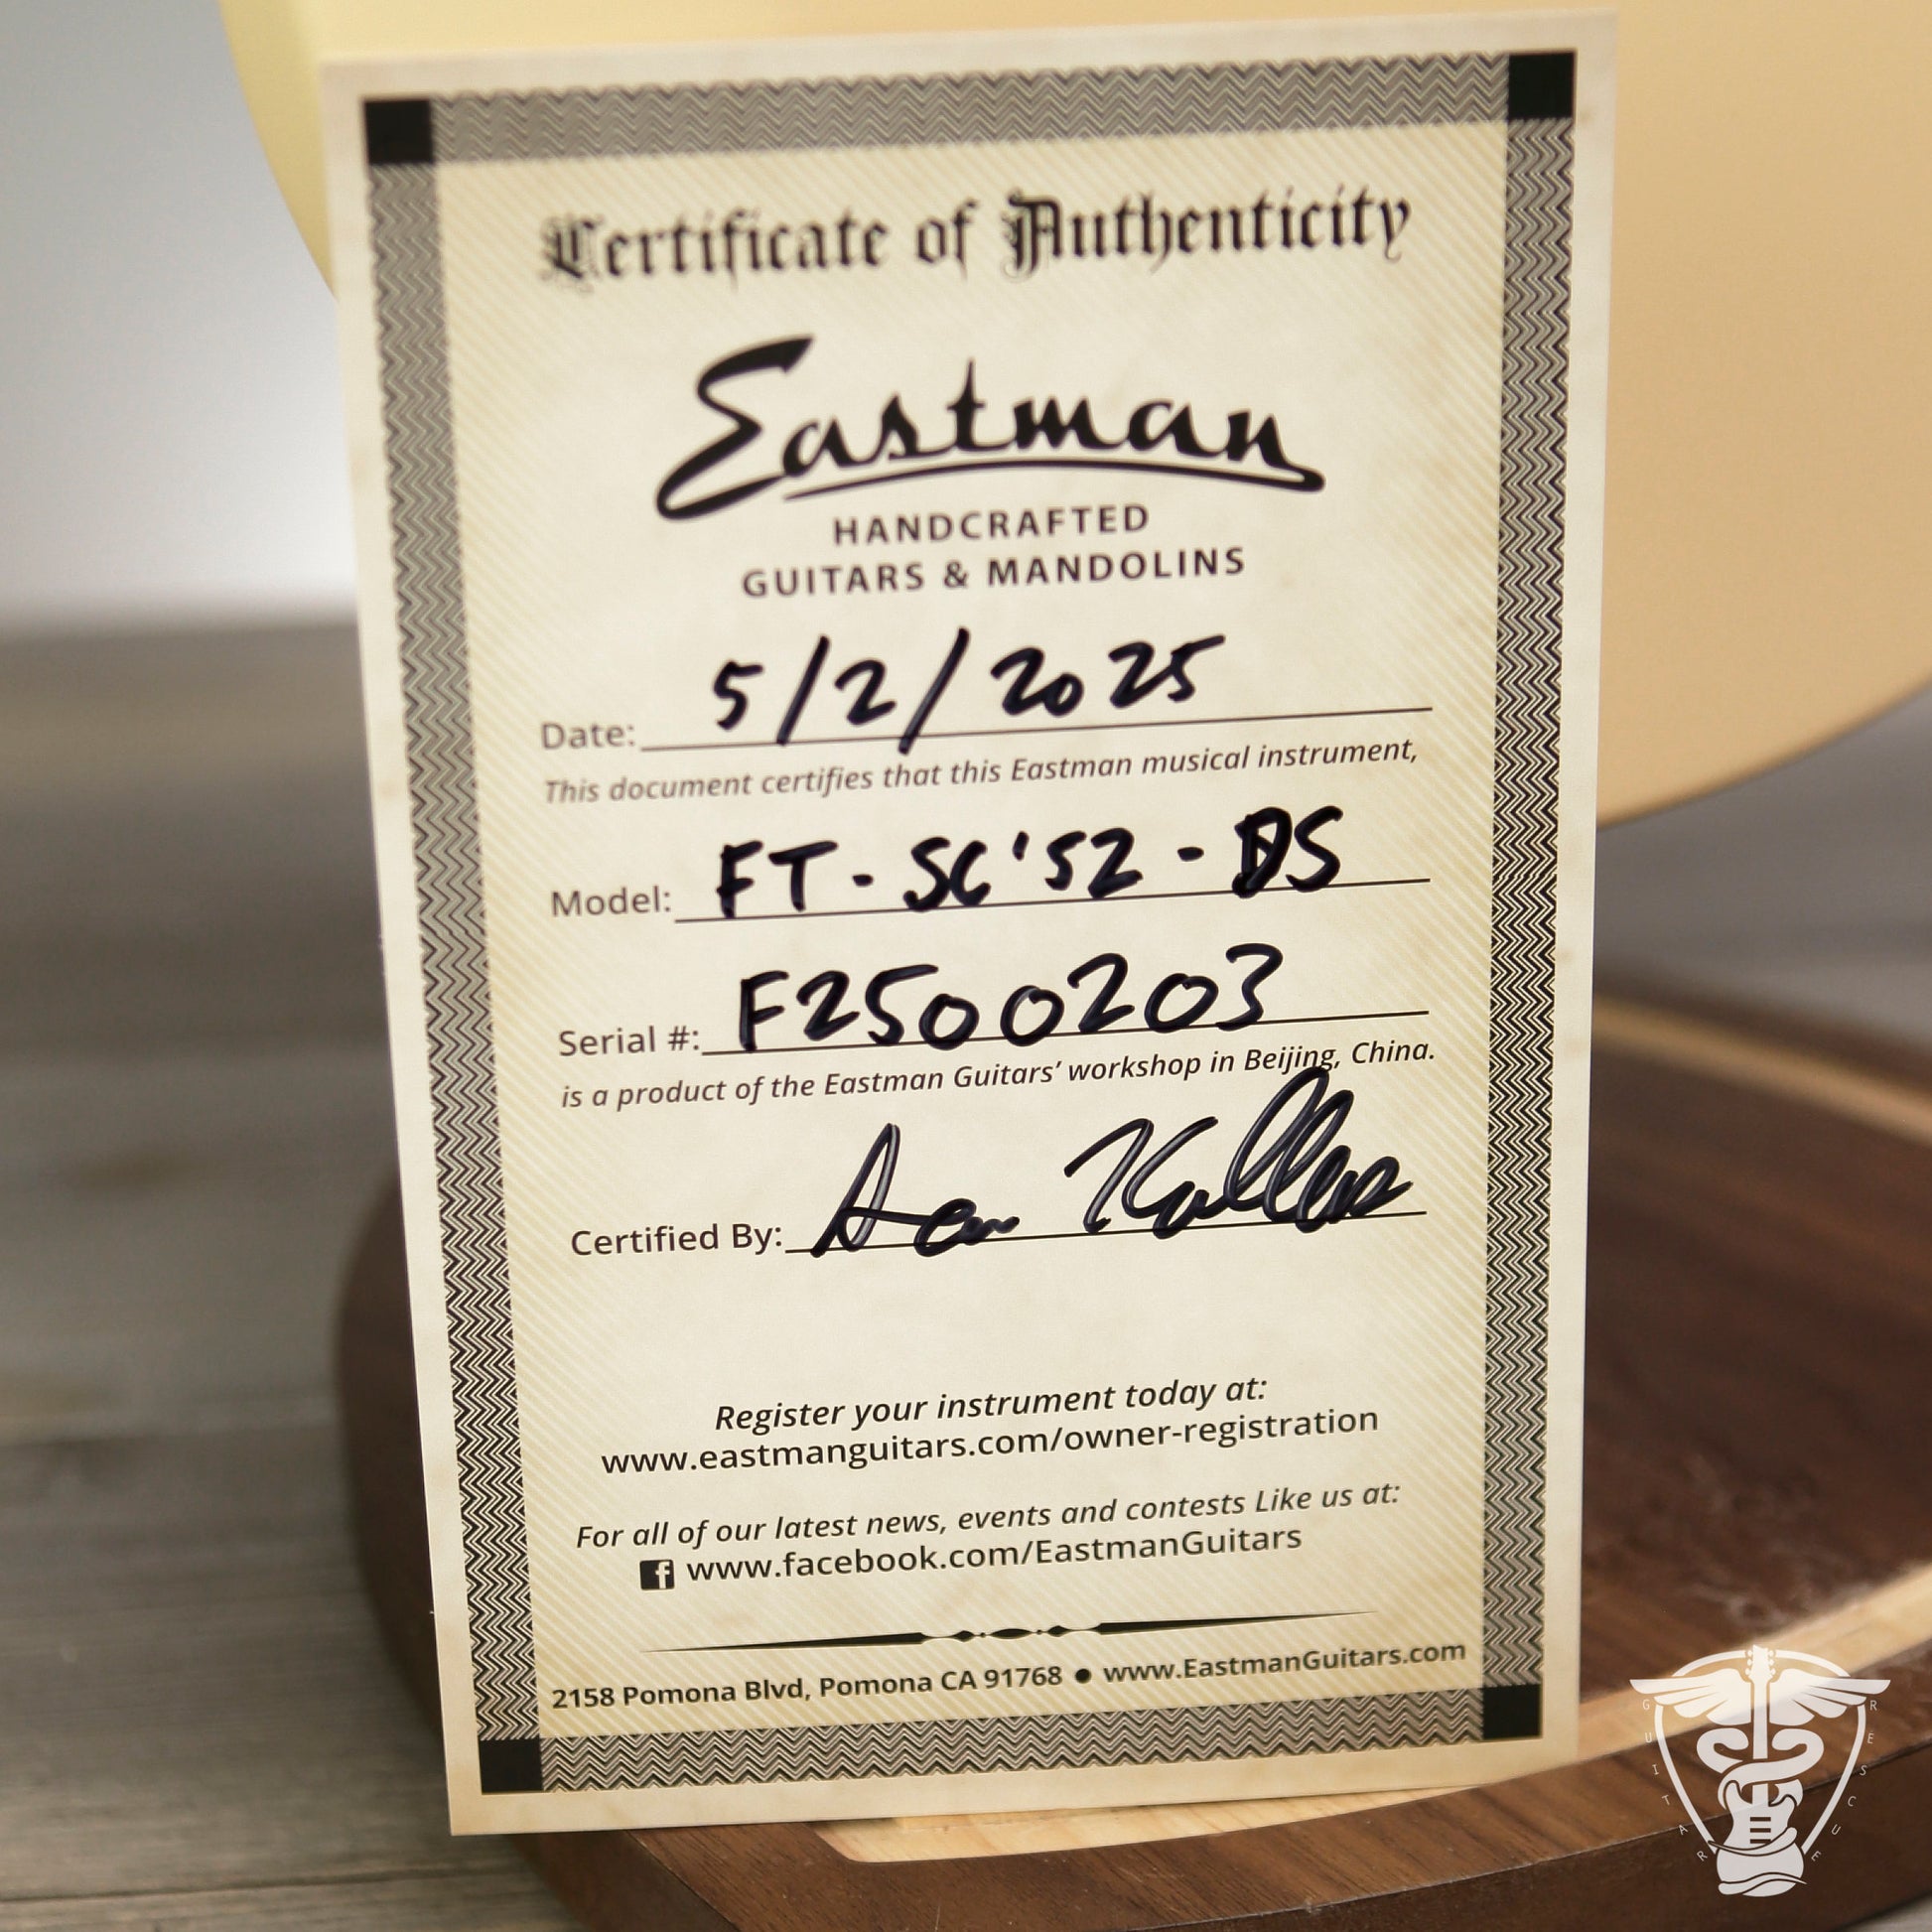 Certificate of Authenticity
Eastman
HANDCRAFTED
GUITARS & MANDOLINS
Date: 5/2/2025
This document certifies that this Eastman musical instrument,
Model: FT-SC'52-DS
Serial #: F2500203
is a product of the Eastman Guitars' workshop in Beijing, China.
Certified By:
Register your instrument today at:
www.eastmanguitars.com/owner-registration
For all of our latest news, events and contests Like us at:
f www.facebook.com/EastmanGuitars
2158 Pomona Blvd, Pomona CA 91768 ● www.EastmanGuitars.com
GUITAR RESCUE